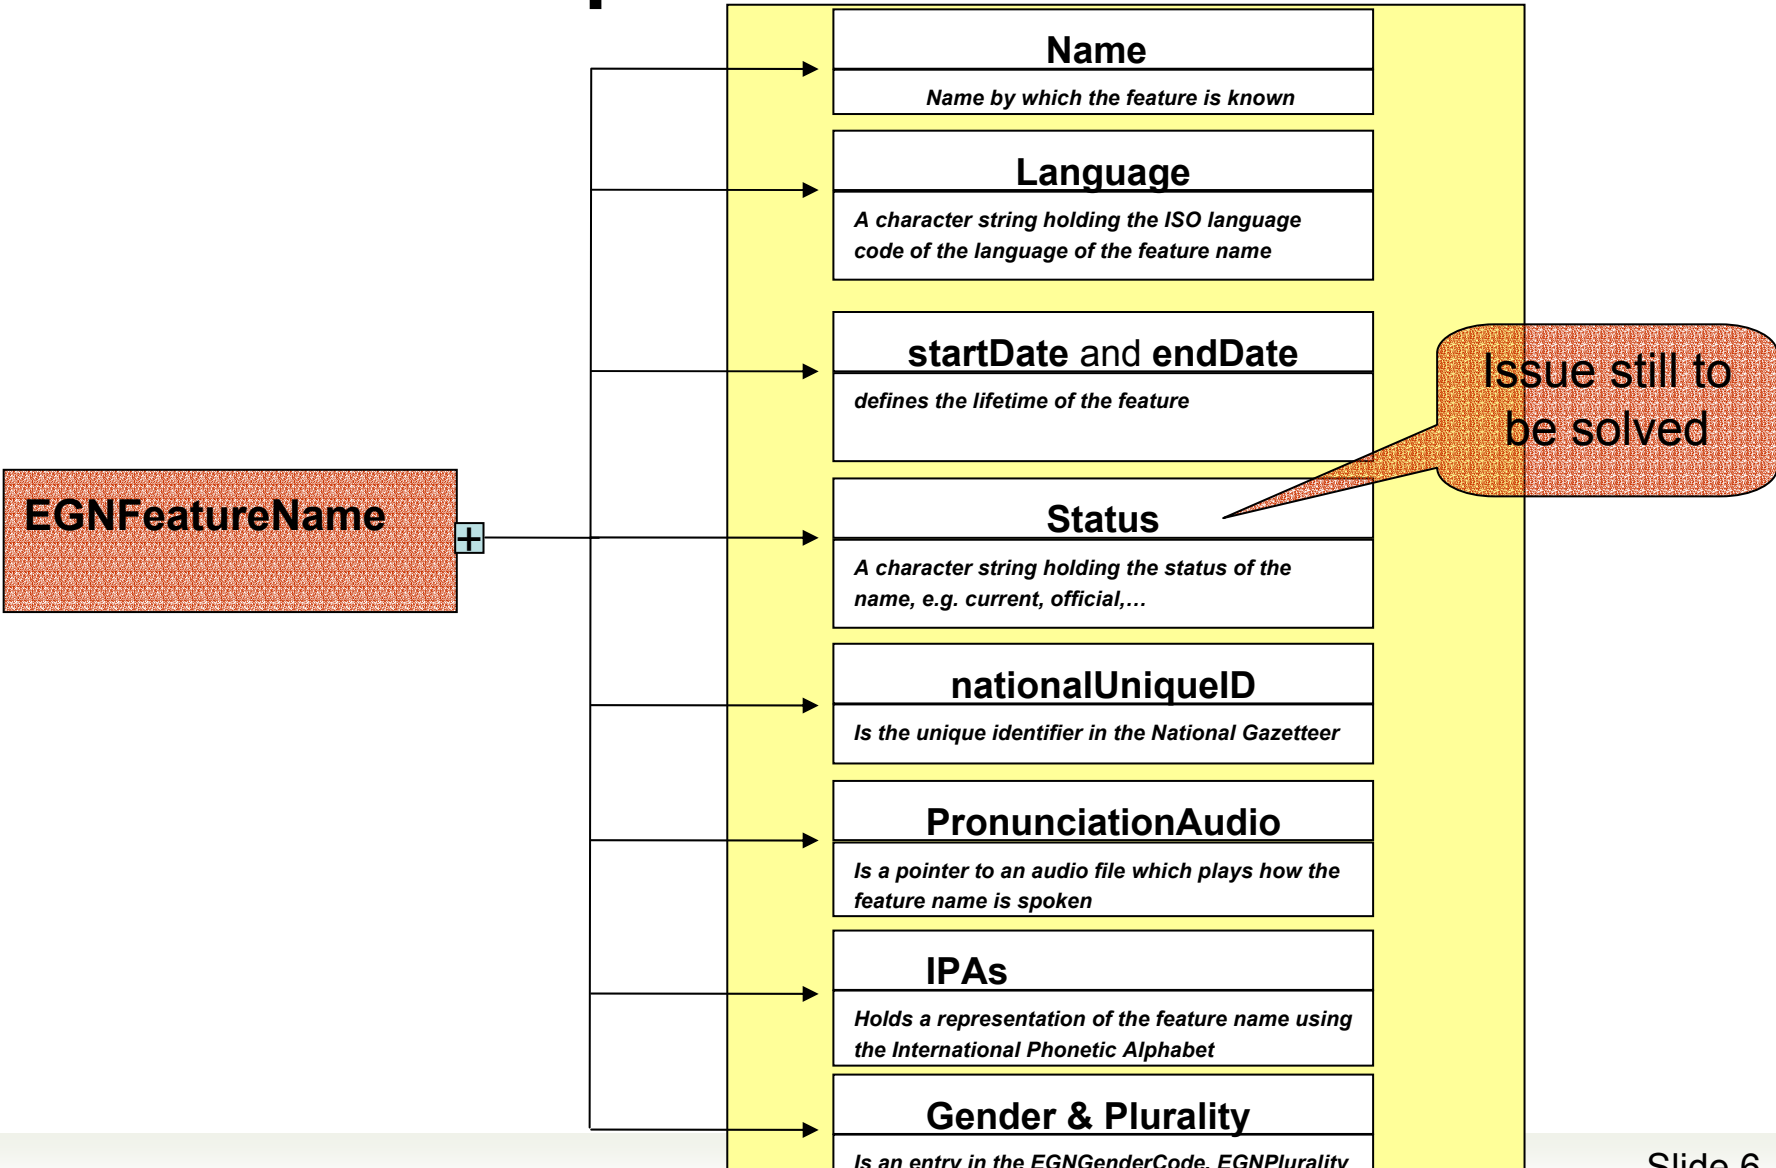 Name
Name by which the feature is known
Language
A character string holding the ISO language
code of the language of the feature name
startDate and endDate
defines the lifetime of the feature
Issue still to
be solved
EGNFeatureName
Status
A character string holding the status of the
name, e.g. current, official,…
nationalUniqueID
Is the unique identifier in the National Gazetteer
PronunciationAudio
Is a pointer to an audio file which plays how the
feature name is spoken
IPAs
Holds a representation of the feature name using
the International Phonetic Alphabet
Gender & Plurality
Is an entry in the EGNGenderCode, EGNPlurality
Slide 6